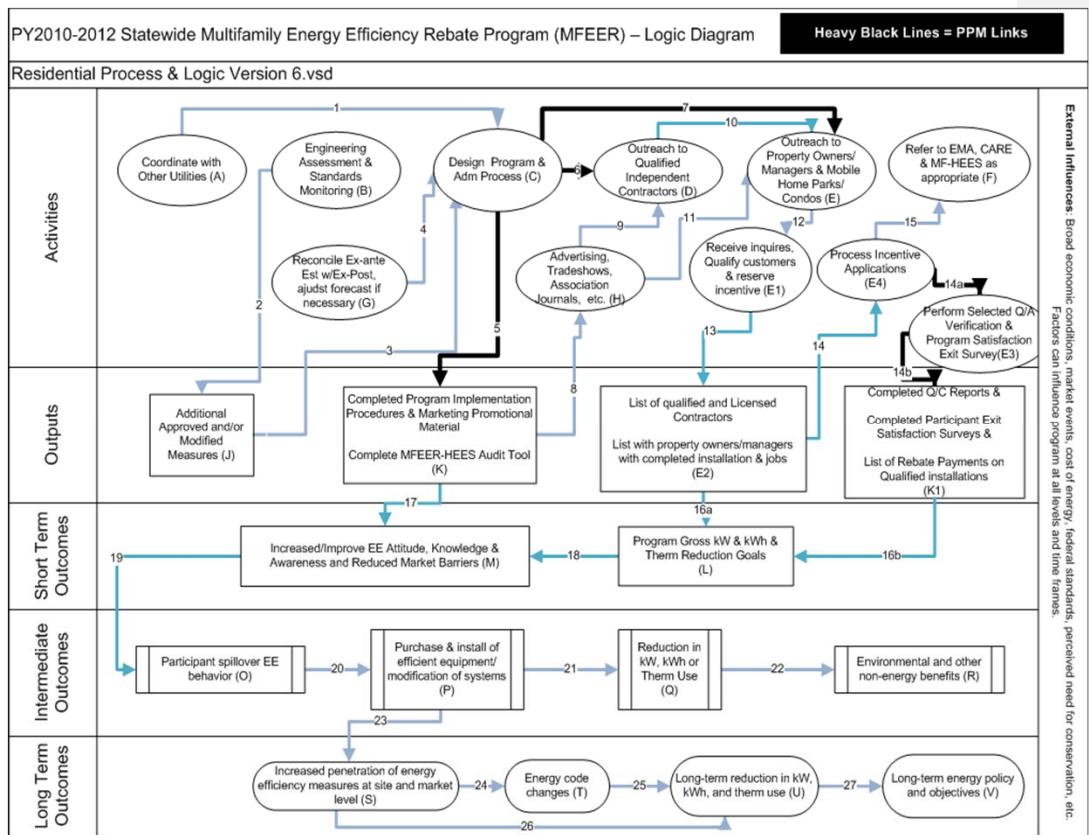 PY2010-2012 Statewide Multifamily Energy Efficiency Rebate Program (MFEER) – Logic Diagram
Heavy Black Lines = PPM Links
Residential Process & Logic Version 6.vsd
Activities
1
7
10
Coordinate with
Other Utilities (A)
Engineering
Assessment &
Standards
Monitoring (B)
Design Program &
Adm Process (C)
6
Outreach to
Qualified
Independent
Contractors (D)
Outreach to
Property Owners/
Managers & Mobile
Home Parks/
Condos (E)
Refer to EMA, CARE
& MF-HEES as
appropriate (F)
2
4
9
11
12
15
Reconcile Ex-ante
Est w/Ex-Post,
ajudst forecast if
necessary (G)
3
5
Advertising,
Tradeshows,
Association
Journals, etc. (H)
8
Receive inquires,
Qualify customers
& reserve
incentive (E1)
13
Process Incentive
Applications
(E4)
14
14a
Perform Selected Q/A
Verification &
Program Satisfaction
Exit Survey(E3)
14b
Outputs
Additional
Approved and/or
Modified
Measures (J)
Completed Program Implementation
Procedures & Marketing Promotional
Material
Complete MFEER-HEES Audit Tool
(K)
List of qualified and Licensed
Contractors
List with property owners/managers
with completed installation & jobs
(E2)
Completed Q/C Reports &
Completed Participant Exit
Satisfaction Surveys &
List of Rebate Payments on
Qualified installations
(K1)
17
16a
Short Term
Outcomes
19
Increased/Improve EE Attitude, Knowledge &
Awareness and Reduced Market Barriers (M)
18
Program Gross kW & kWh &
Therm Reduction Goals
(L)
16b
Intermediate
Outcomes
Participant spillover EE
behavior (O)
20
Purchase & install of
efficient equipment/
modification of systems
(P)
21
Reduction in
kW, kWh or
Therm Use
(Q)
22
Environmental and other
non-energy benefits (R)
23
Long Term
Outcomes
Increased penetration of energy
efficiency measures at site and market
level (S)
24
Energy code
changes (T)
25
Long-term reduction in kW,
kWh, and therm use (U)
27
Long-term energy policy
and objectives (V)
26
External Influences: Broad economic conditions, market events, cost of energy, federal standards, perceived need for conservation, etc.
Factors can influence program at all levels and time frames.